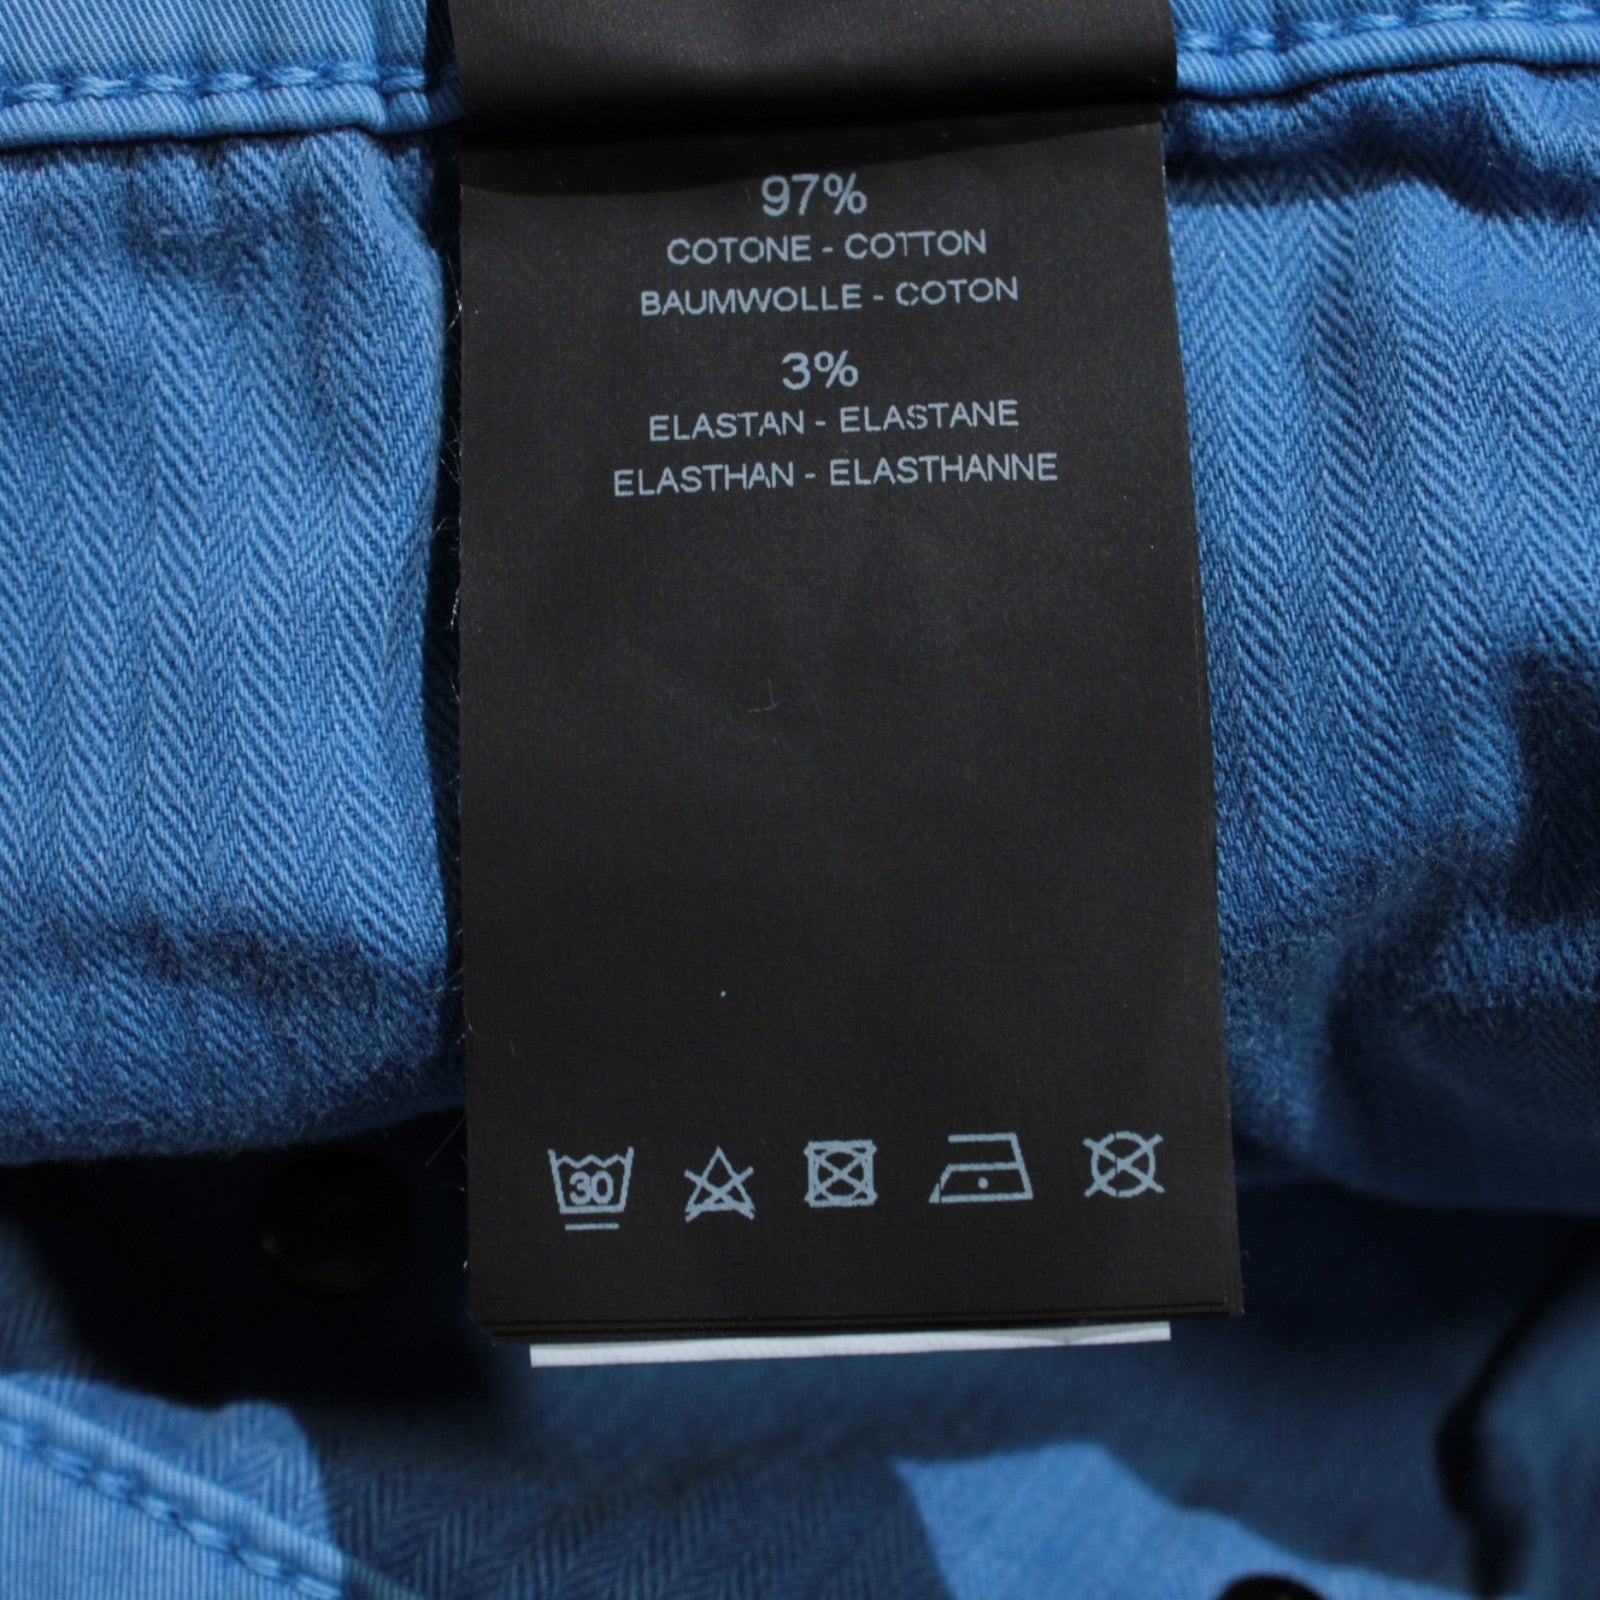 97%
COTONE - COTTON
BAUMWOLLE - COTON
3%
ELASTAN - ELASTANE
ELASTHAN - ELASTHANNE
30